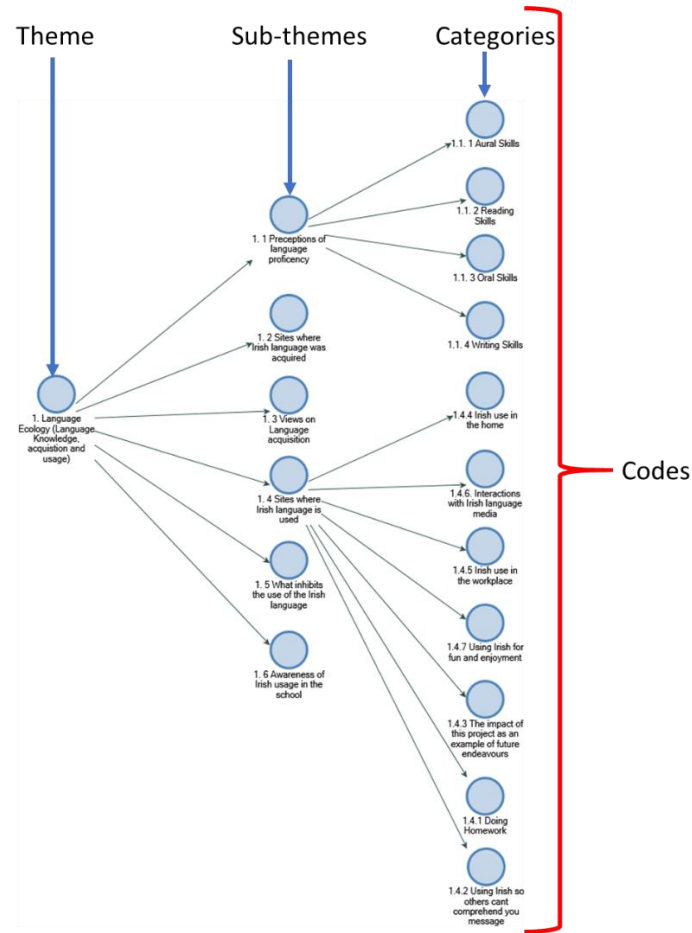 Theme
Sub-themes
Categories
1.1. 1 Aural Skills
1.1. 2 Reading
Skills
1. 1 Preceptions of
language
proficency
1.1. 3 Oral Skills
1.1. 4 Writing Skills
1. 2 Sites where
Irish language was
acquired
1. Language
Ecology (Language
Knowledge,
acquistion and
usage)
1. 3 Views on
Language
acquisition
1.4.4 Irish use in
the home
Codes
1. 4 Sites where
Irish language is
used
1.4.6. Interactions
with Irish language
media
1.4.5 Irish use in
the workplace
1. 5 What inhibits
the use of the Irish
language
1.4.7 Using Irish for
fun and enjoyment
1. 6 Awareness of
Irish usage in the
school
1.4.3 The impact of
this project as an
example of future
endeavours
1.4.1 Doing
Homework
1.4.2 Using Irish so
others cant
comprehend you
message